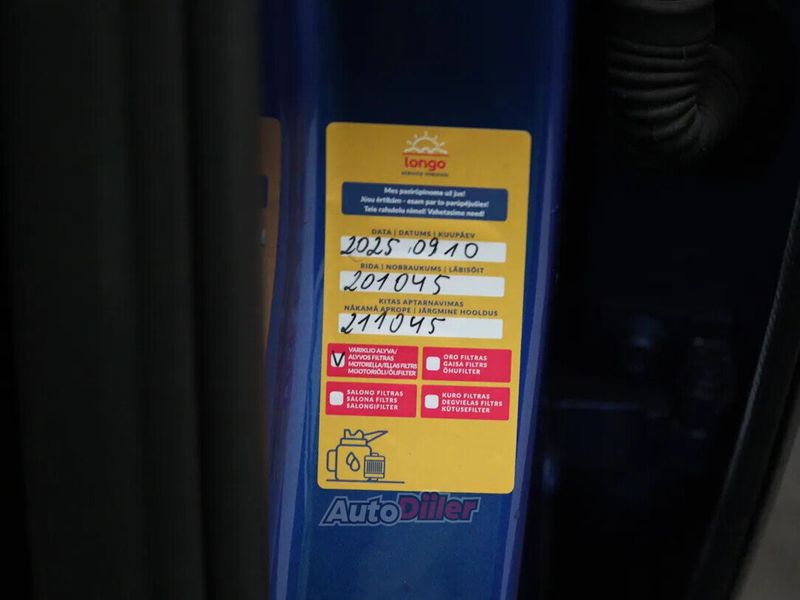 longo
Mes pasirūpinome už jus!
Jūsu ērtībām - esam par to parūpējušies!
Teie rahulolu nimel! Vahetasime need!
DATA | DATUMS | KUUPÄEV
2025.09.10
RIDA | NOBRAUKUMS | LÄBISÕIT
201045
KITAS APTARNAVIMAS
NĀKAMĀ APKOPE | JÄRGMINE HOOLDUS
211045
VARIKLIO ALYVA/
ALYVOS FILTRAS
MOTOREĻĻA/EĻĻAS FILTRS
MOOTORIÕLI/ÕLIFILTER
ORO FILTRAS
GAISA FILTRS
ÕHUFILTER
SALONO FILTRAS
SALONA FILTRS
SALONGIFILTER
KURO FILTRAS
DEGVIELAS FILTRS
KÜTUSEFILTER
AutoDiiler